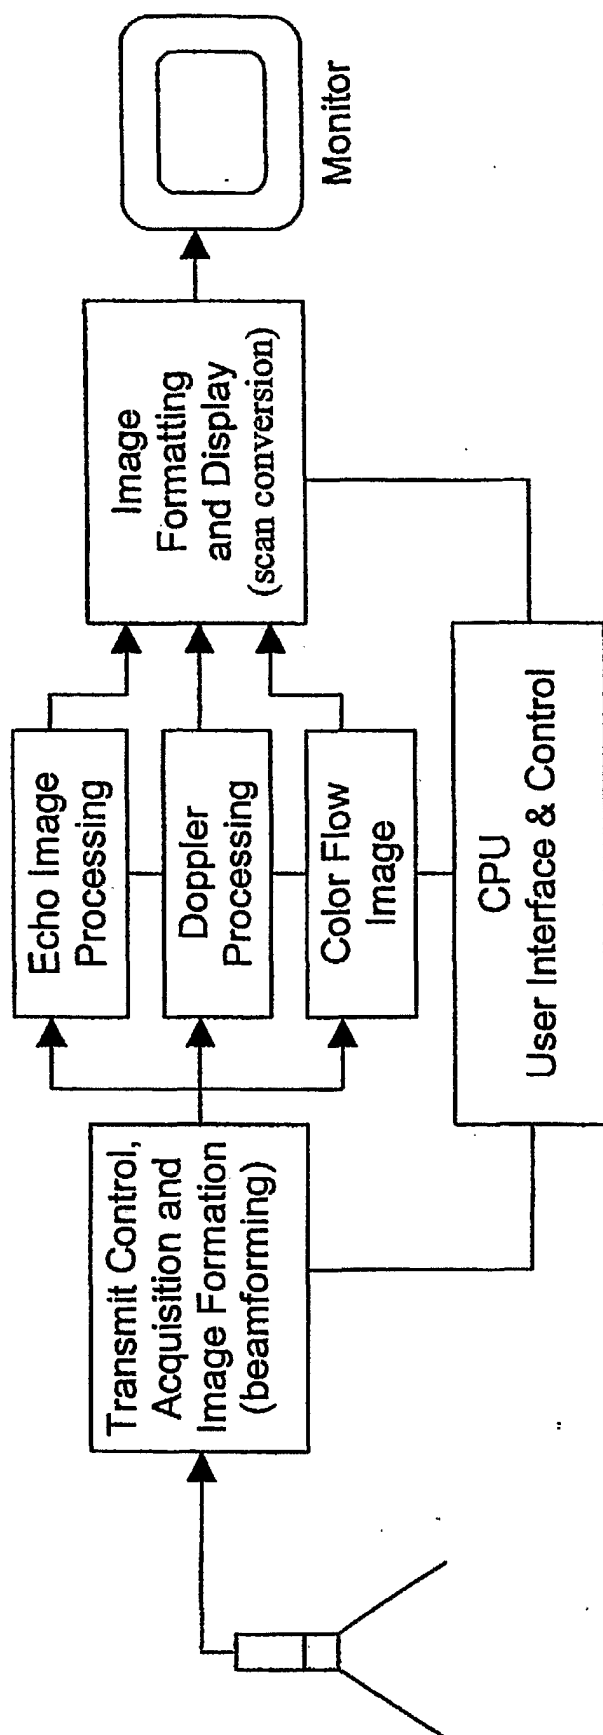 Transmit Control,
Acquisition and
Image Formation
(beamforming)
Echo Image
Processing
Doppler
Processing
Color Flow
Image
Image
Formatting
and Display
(scan conversion)
Monitor
CPU
User Interface & Control